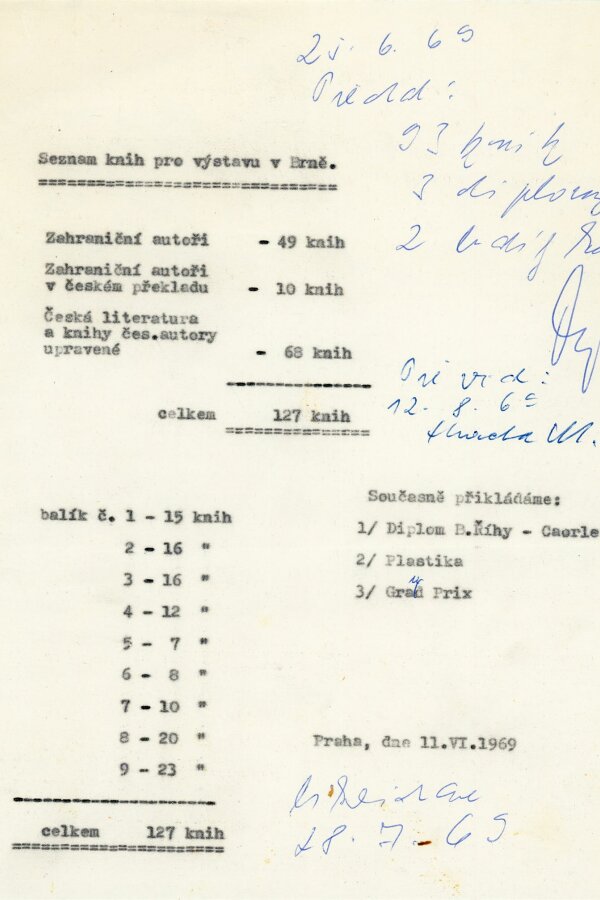 25. 6. 69
Předal:
93 knih
3 diplomy
2
Seznam knih pro výstavu v Brně.
Zahraniční autoři - 49 knih
Zahraniční autoři
v českém překladu - 10 knih
Česká literatura
a knihy čes.autory
upravené - 68 knih
celkem 127 knih
12. 8. 69
Současně přikládáme:
1/ Diplom B.Říhy - Caorle
2/ Plastika
3/ Grand Prix
balík č. 1 - 15 knih
2 - 16 "
3 - 16 "
4 - 12 "
5 - 7 "
6 - 8 "
7 - 10 "
8 - 20 "
9 - 23 "
celkem 127 knih
Praha, dne 11.VI.1969
28. 7. 69